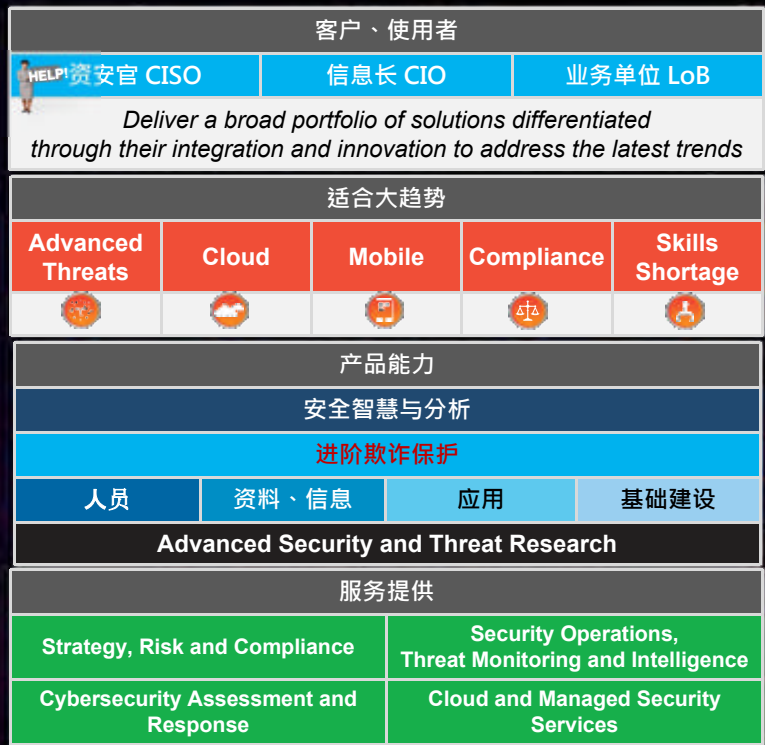 客户、使用者
HELP! 资安官 CISO
信息长 CIO
业务单位 LoB
Deliver a broad portfolio of solutions differentiated
through their integration and innovation to address the latest trends
适合大趋势
Advanced
Threats
Cloud
Mobile
Compliance
Skills
Shortage
产品能力
安全智慧与分析
进阶欺诈保护
人员
资料、信息
应用
基础建设
Advanced Security and Threat Research
服务提供
Strategy, Risk and Compliance
Security Operations,
Threat Monitoring and Intelligence
Cybersecurity Assessment and
Response
Cloud and Managed Security
Services